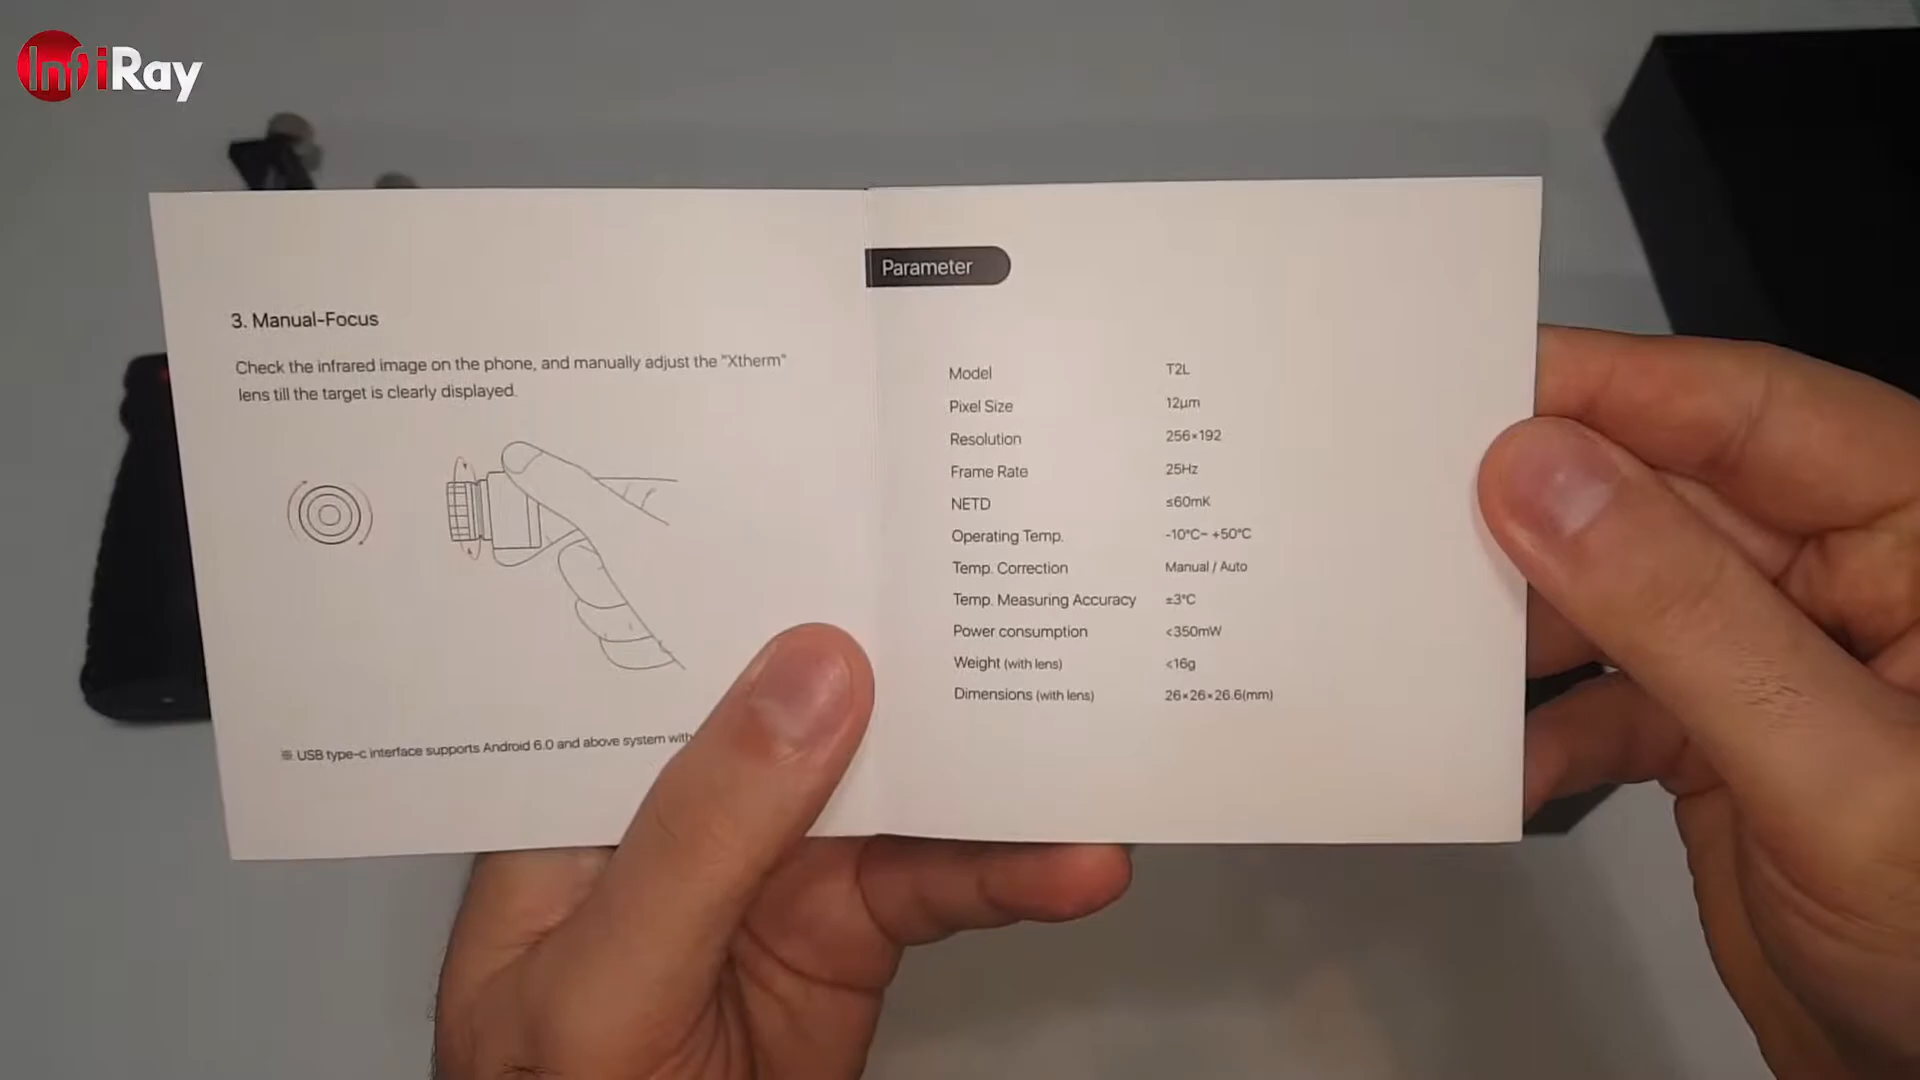 InfiRay
3. Manual-Focus
Check the infrared image on the phone, and manually adjust the "Xtherm"
lens till the target is clearly displayed.
※ USB type-c interface supports Android 6.0 and above system with
Parameter
Model T2L
Pixel Size 12μm
Resolution 256×192
Frame Rate 25Hz
NETD ≤60mK
Operating Temp. -10°C~ +50°C
Temp. Correction Manual / Auto
Temp. Measuring Accuracy ±3°C
Power consumption <350mW
Weight (with lens) <16g
Dimensions (with lens) 26×26×26.6(mm)